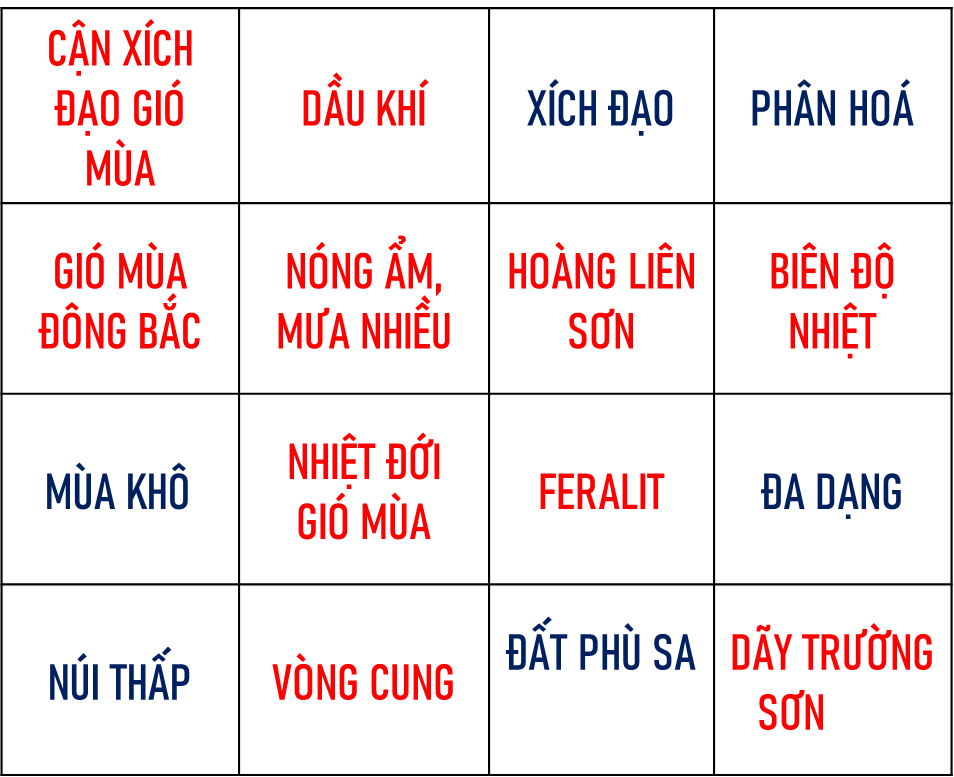 CẬN XÍCH
ĐẠO GIÓ
MÙA
DẦU KHÍ
XÍCH ĐẠO
PHÂN HOÁ
GIÓ MÙA
ĐÔNG BẮC
NÓNG ẨM,
MƯA NHIỀU
HOÀNG LIÊN
SƠN
BIÊN ĐỘ
NHIỆT
MÙA KHÔ
NHIỆT ĐỚI
GIÓ MÙA
FERALIT
ĐA DẠNG
NÚI THẤP
VÒNG CUNG
ĐẤT PHÙ SA
DÃY TRƯỜNG
SƠN